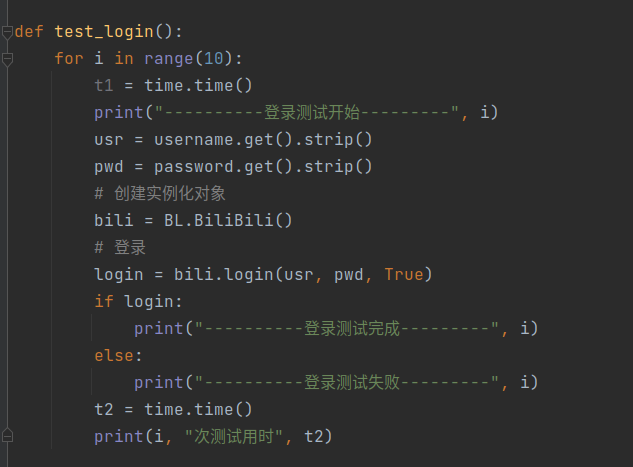 def test_login():
    for i in range(10):
        t1 = time.time()
        print("----------登录测试开始---------", i)
        usr = username.get().strip()
        pwd = password.get().strip()
        # 创建实例化对象
        bili = BL.BiliBili()
        # 登录
        login = bili.login(usr, pwd, True)
        if login:
            print("----------登录测试完成---------", i)
        else:
            print("----------登录测试失败---------", i)
        t2 = time.time()
        print(i, "次测试用时", t2)